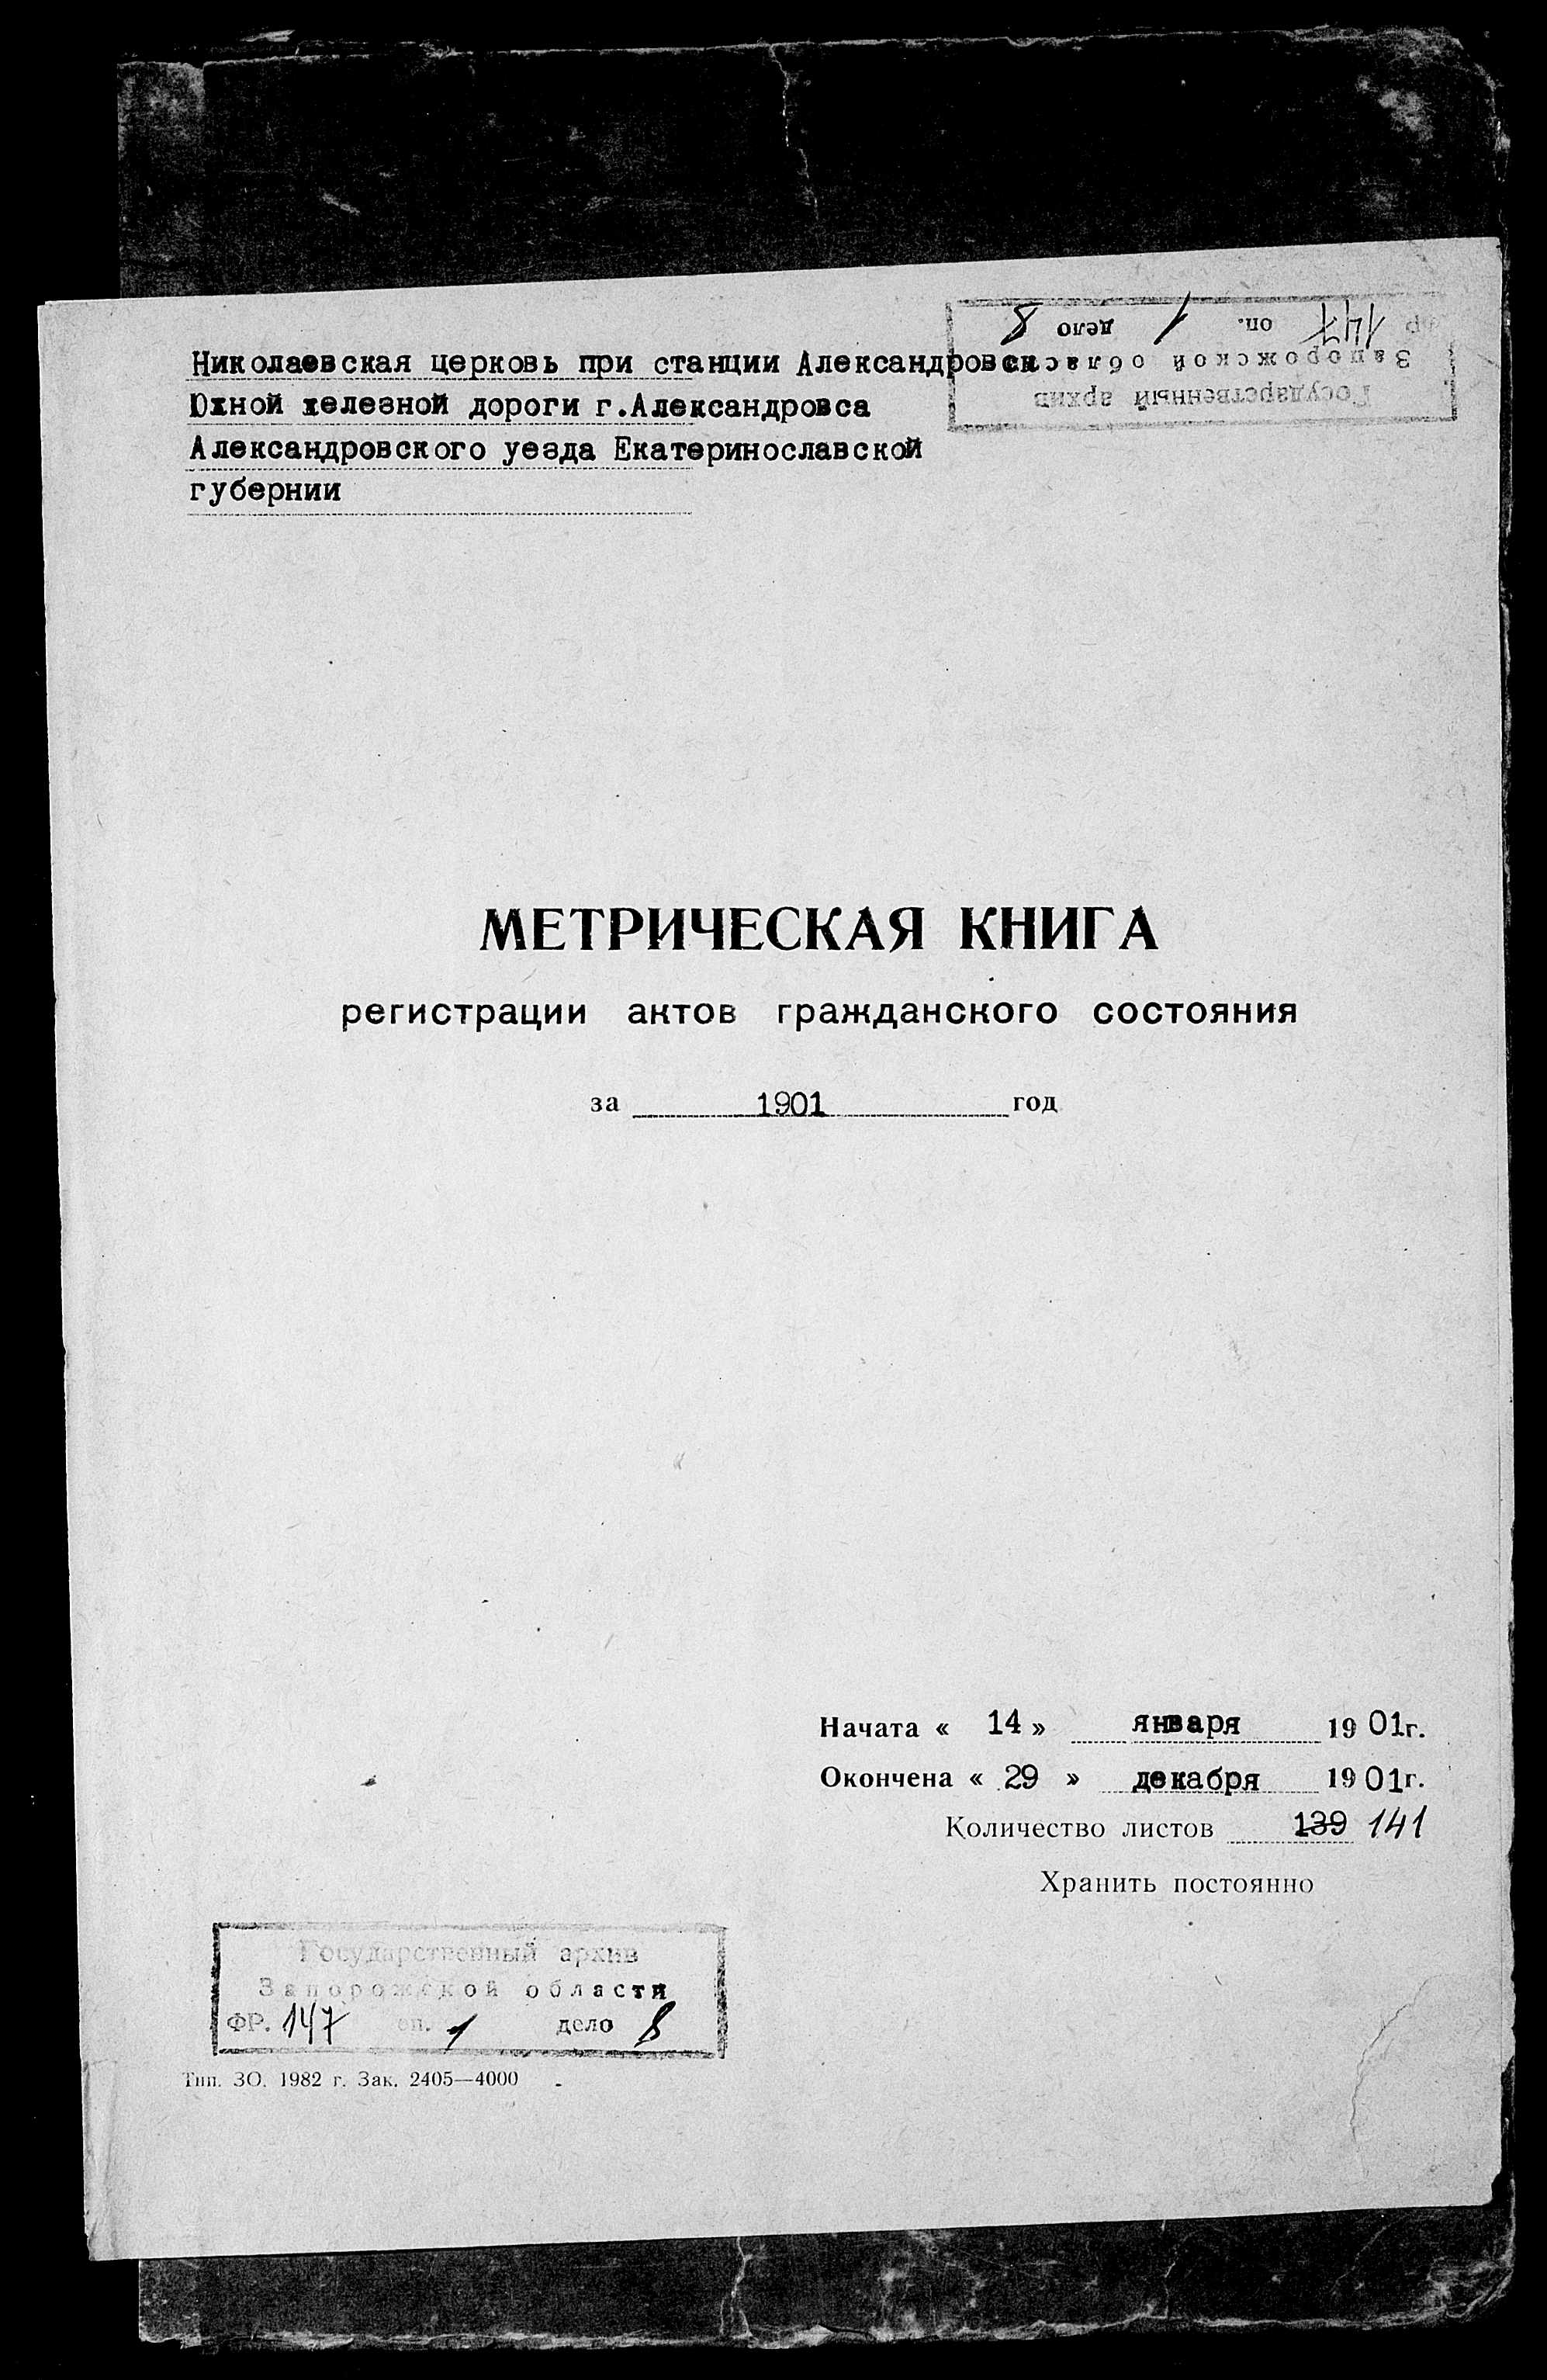 ФР 147 оп. 1 дело 8
Запорожской области
Государственный архив
Николаевская церковь при станции Александровск
Южной железной дороги г.Александровса
Александровского уезда Екатеринославской
губернии
МЕТРИЧЕСКАЯ КНИГА
регистрации актов гражданского состояния
за 1901 год
Начата « 14 » января 1901г.
Окончена « 29 » декабря 1901г.
Количество листов 139 141
Хранить постоянно
Государственный архив
Запорожской области
ФР. 147 оп. 1 дело 8
Тип. ЗО. 1982 г. Зак. 2405—4000